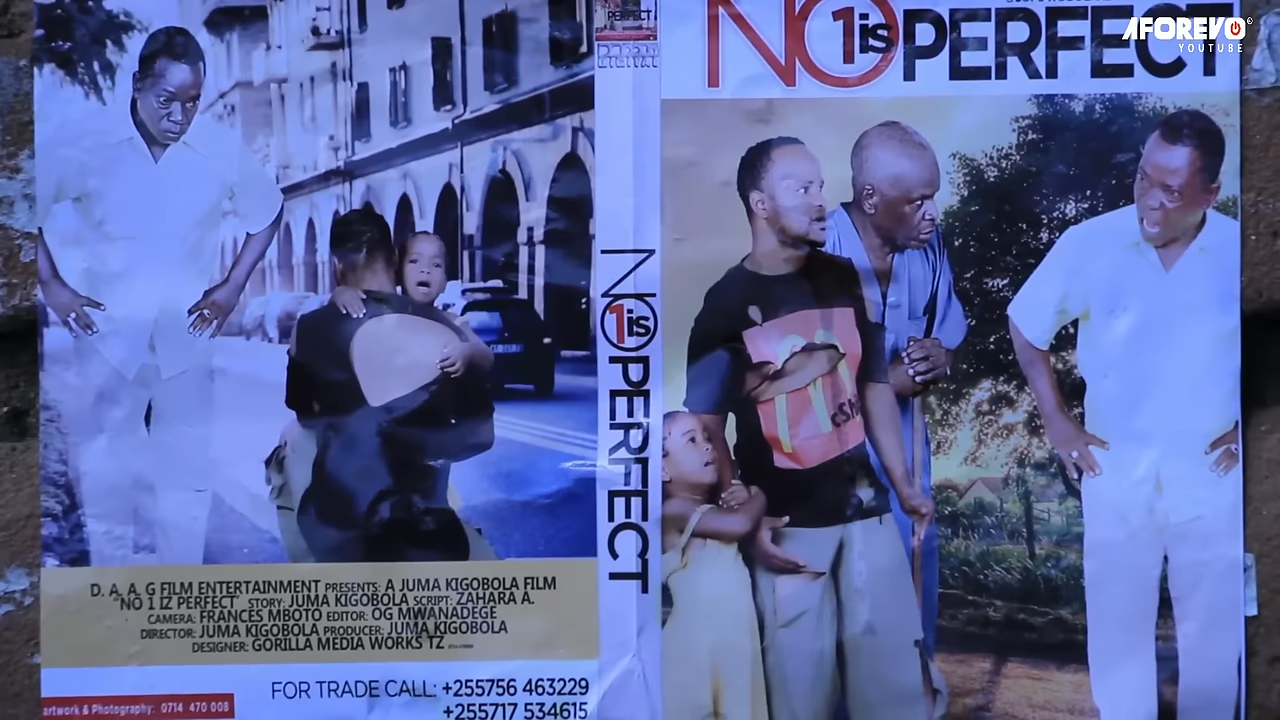 NO 1 is PERFECT
AFOREVO
YOUTUBE
PERFECT
NO 1 is PERFECT
D. A. A. G FILM ENTERTAINMENT PRESENTS: A JUMA KIGOBOLA FILM
"NO 1 IZ PERFECT" STORY: JUMA KIGOBOLA SCRIPT: ZAHARA A.
CAMERA: FRANCES MBOTO EDITOR: OG MWANADEGE
DIRECTOR: JUMA KIGOBOLA PRODUCER: JUMA KIGOBOLA
DESIGNER: GORILLA MEDIA WORKS TZ
FOR TRADE CALL: +255756 463229
+255717 534615
artwork & Photography: 0714 470 008